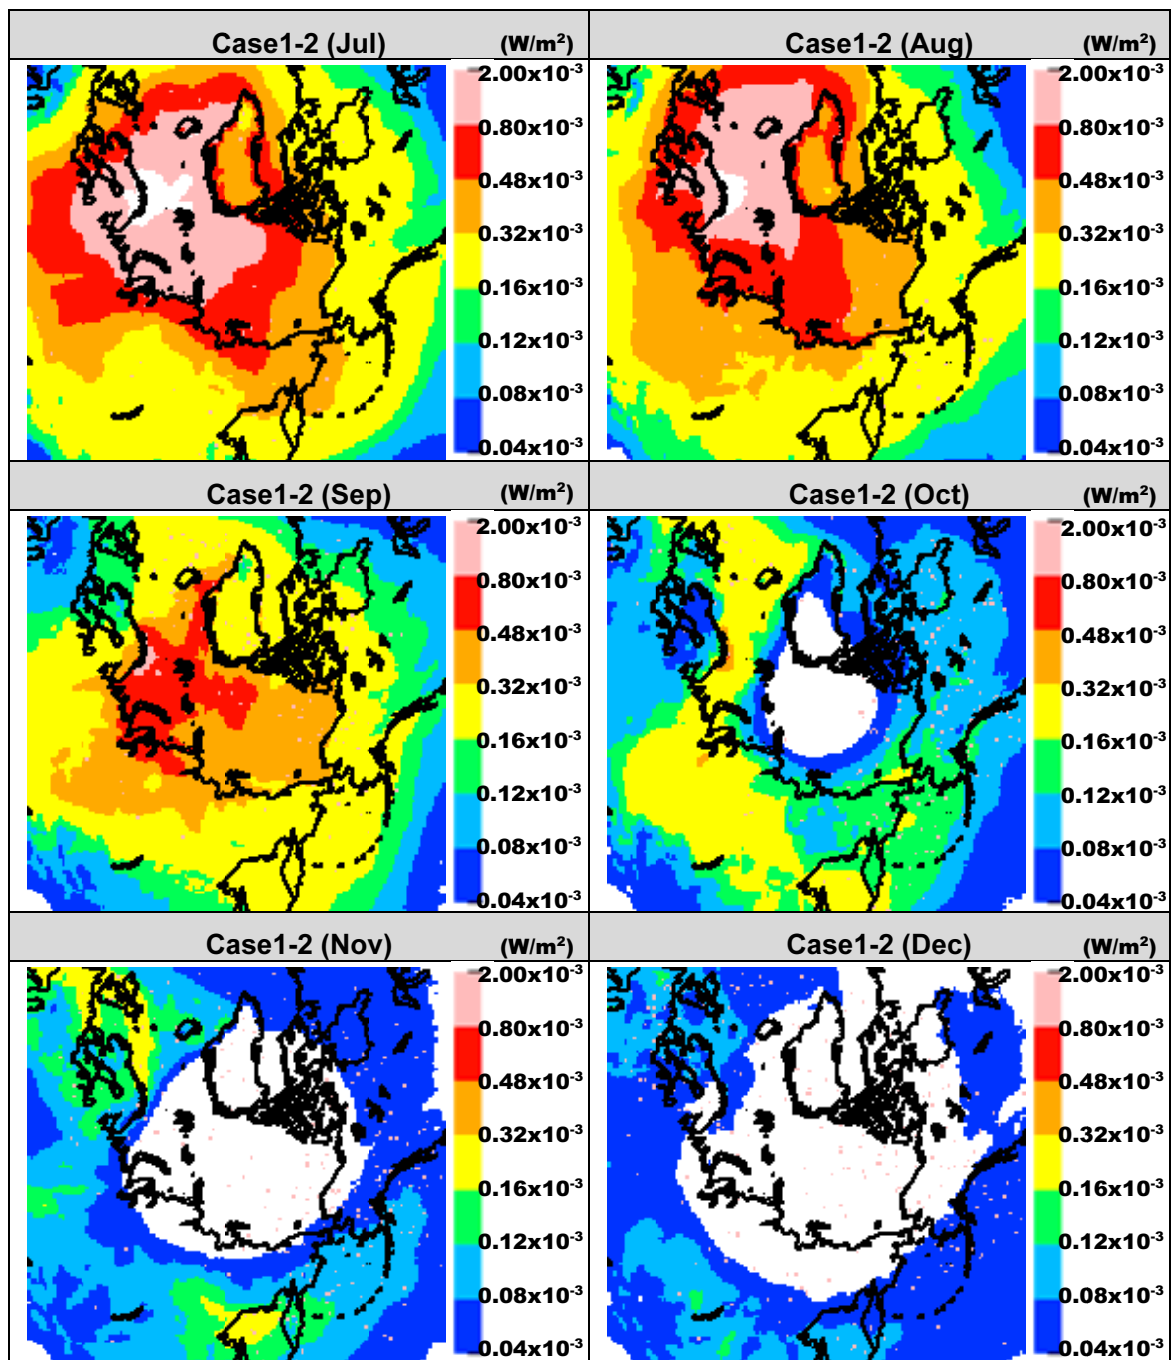 Case1-2 (Jul) (W/m²) Case1-2 (Aug) (W/m²)
2.00x10⁻³ 2.00x10⁻³
0.80x10⁻³ 0.80x10⁻³
0.48x10⁻³ 0.48x10⁻³
0.32x10⁻³ 0.32x10⁻³
0.16x10⁻³ 0.16x10⁻³
0.12x10⁻³ 0.12x10⁻³
0.08x10⁻³ 0.08x10⁻³
0.04x10⁻³ 0.04x10⁻³
Case1-2 (Sep) (W/m²) Case1-2 (Oct) (W/m²)
2.00x10⁻³ 2.00x10⁻³
0.80x10⁻³ 0.80x10⁻³
0.48x10⁻³ 0.48x10⁻³
0.32x10⁻³ 0.32x10⁻³
0.16x10⁻³ 0.16x10⁻³
0.12x10⁻³ 0.12x10⁻³
0.08x10⁻³ 0.08x10⁻³
0.04x10⁻³ 0.04x10⁻³
Case1-2 (Nov) (W/m²) Case1-2 (Dec) (W/m²)
2.00x10⁻³ 2.00x10⁻³
0.80x10⁻³ 0.80x10⁻³
0.48x10⁻³ 0.48x10⁻³
0.32x10⁻³ 0.32x10⁻³
0.16x10⁻³ 0.16x10⁻³
0.12x10⁻³ 0.12x10⁻³
0.08x10⁻³ 0.08x10⁻³
0.04x10⁻³ 0.04x10⁻³